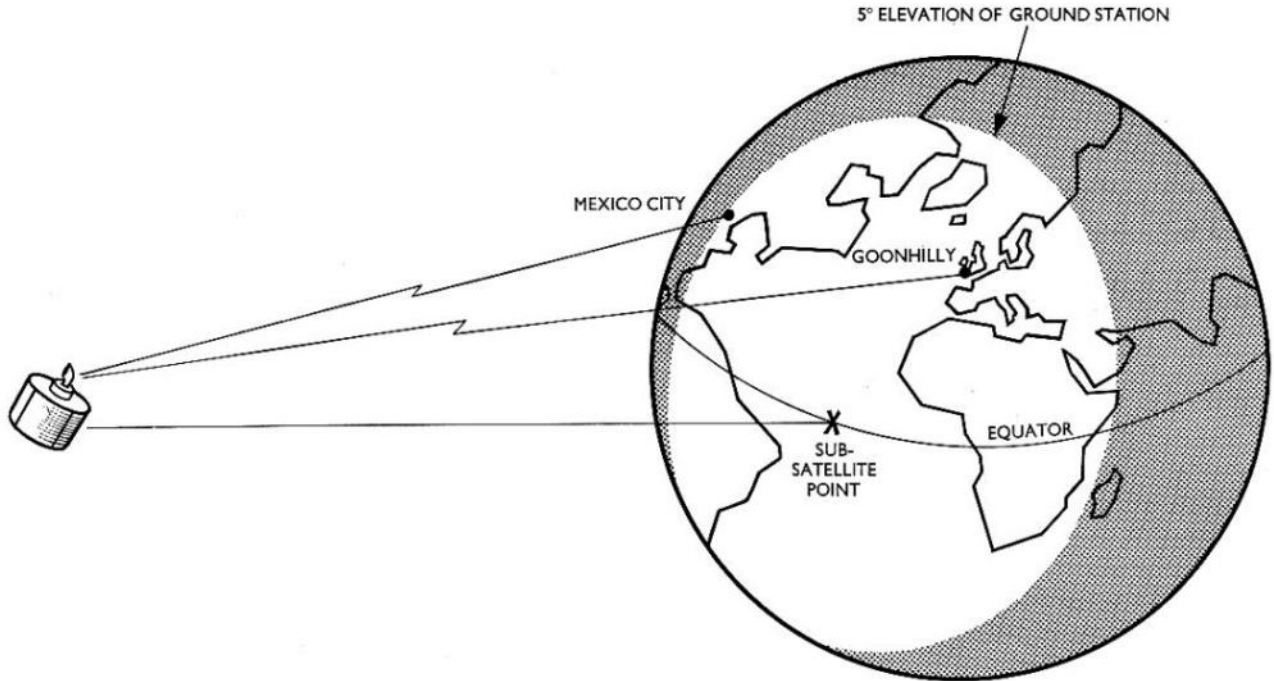 5° ELEVATION OF GROUND STATION
MEXICO CITY
GOONHILLY
EQUATOR
X
SUB-
SATELLITE
POINT